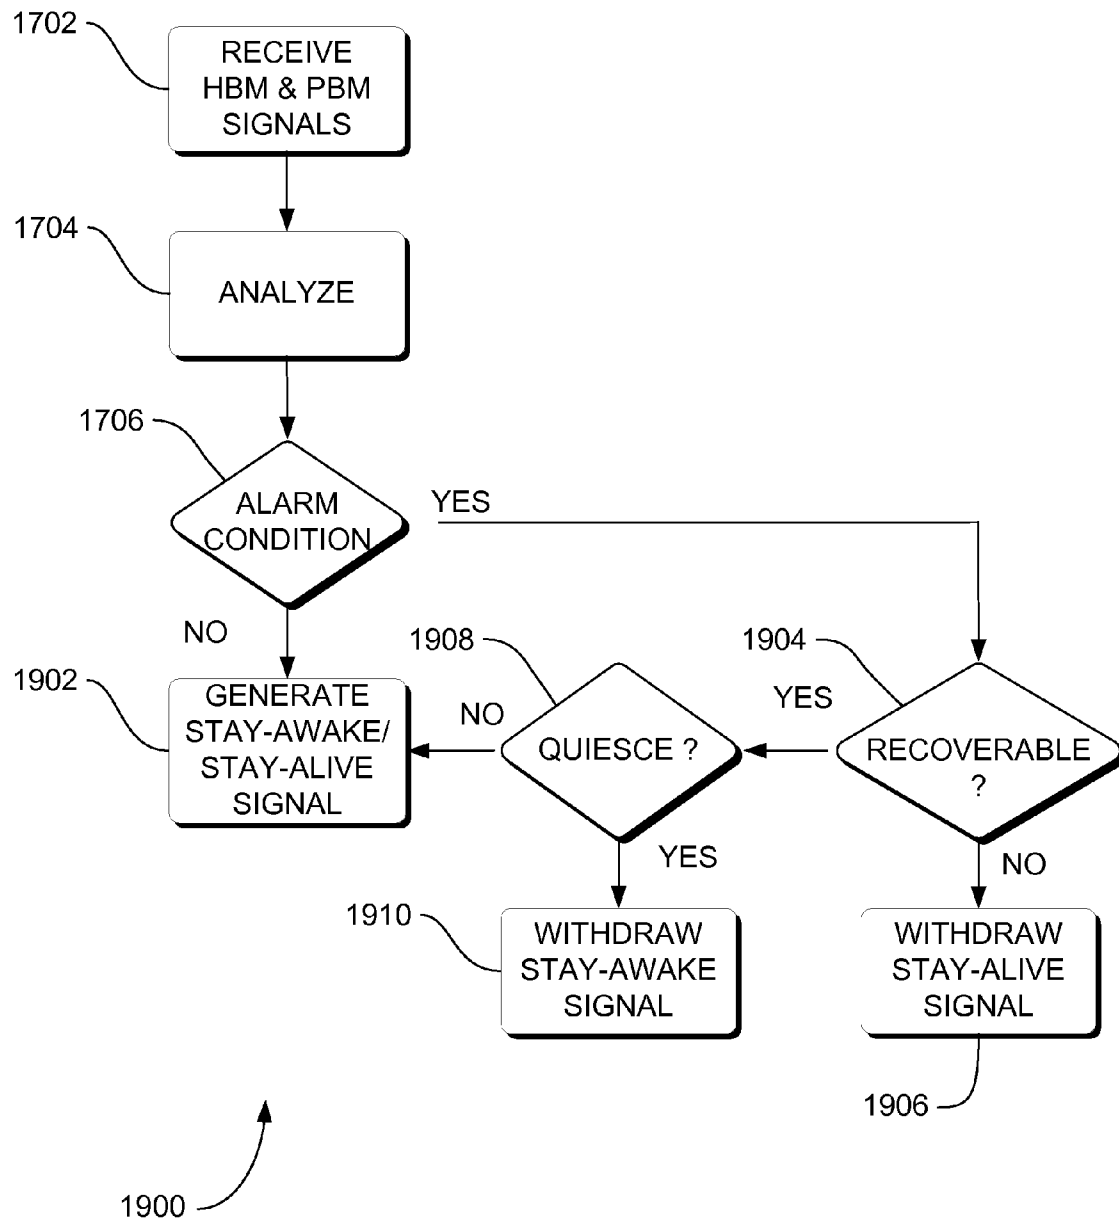 1702
RECEIVE
HBM & PBM
SIGNALS
1704
ANALYZE
1706
ALARM
CONDITION
YES
NO
1908
1904
1902
GENERATE
STAY-AWAKE/
STAY-ALIVE
SIGNAL
NO
QUIESCE ?
YES
RECOVERABLE
?
YES
NO
1910
WITHDRAW
STAY-AWAKE
SIGNAL
WITHDRAW
STAY-ALIVE
SIGNAL
1906
1900